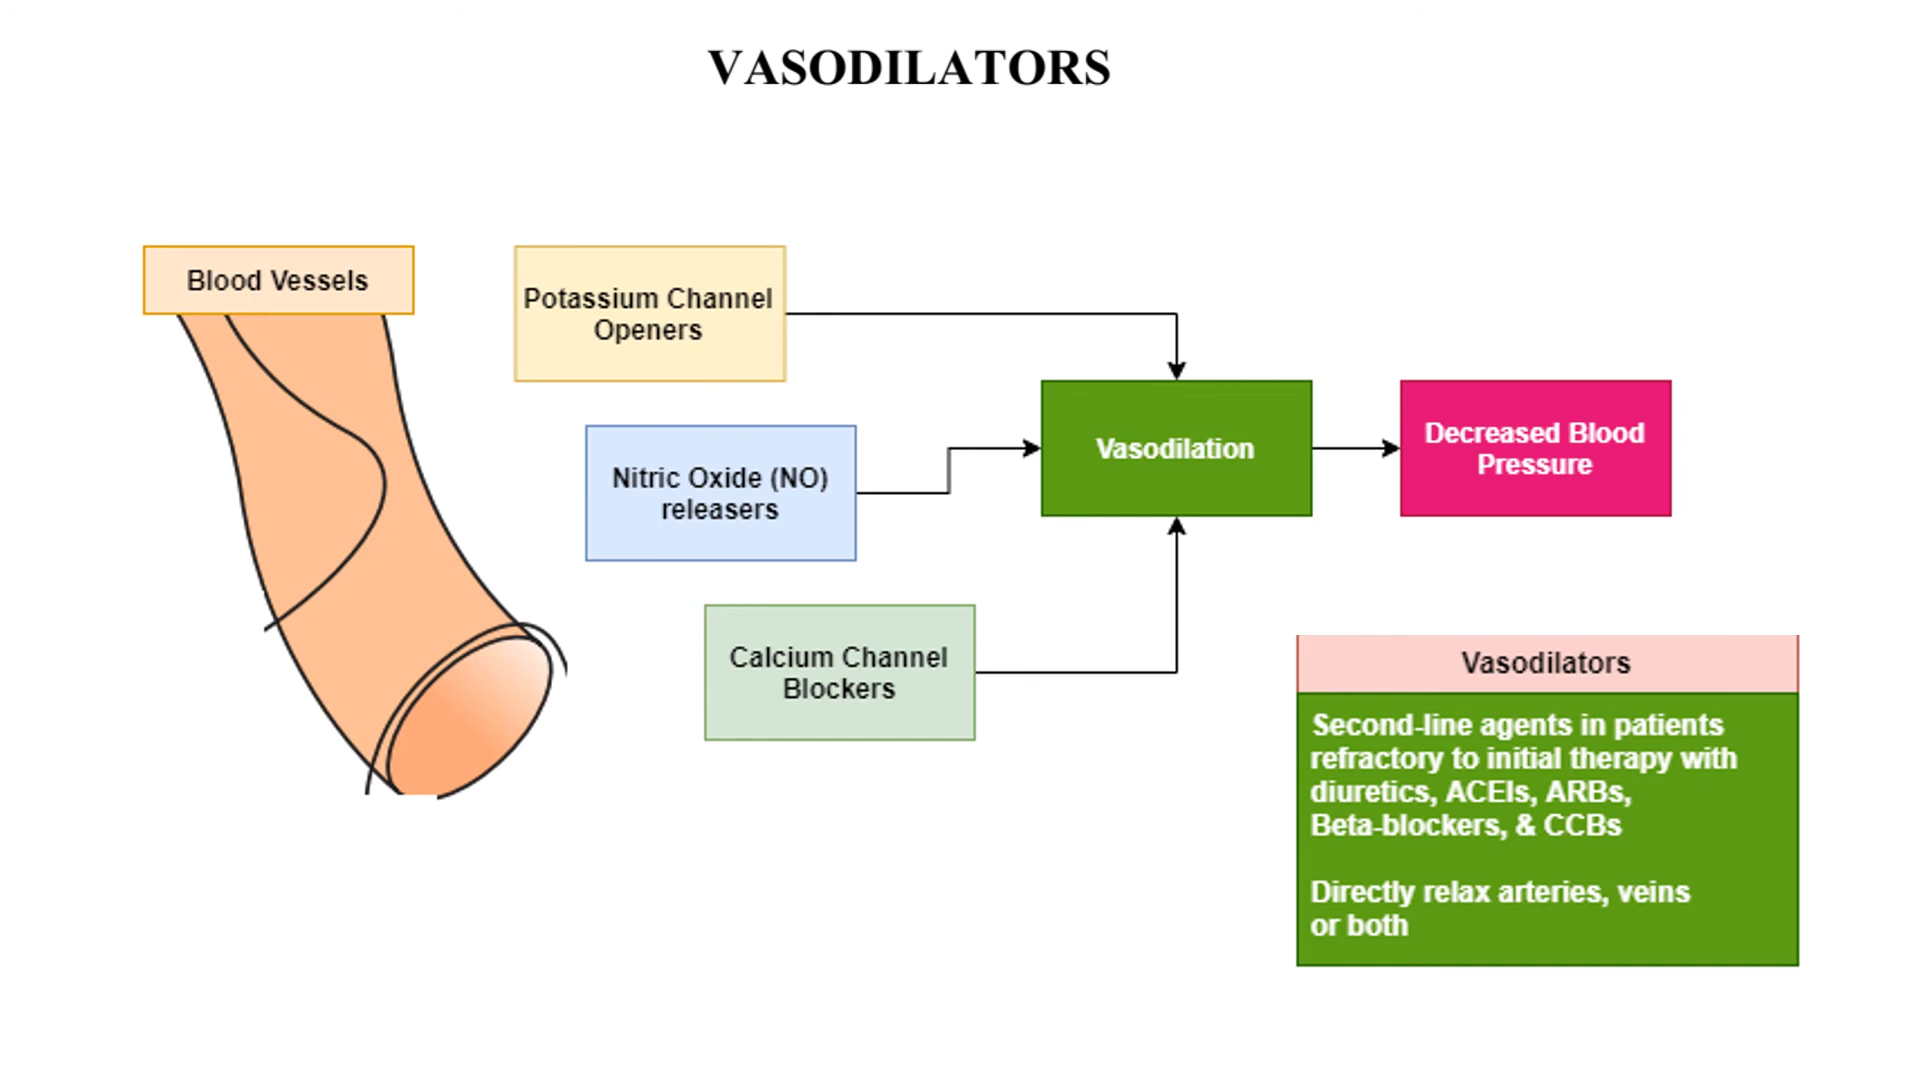 VASODILATORS
Blood Vessels
Potassium Channel
Openers
Nitric Oxide (NO)
releasers
Calcium Channel
Blockers
Vasodilation
Decreased Blood
Pressure
Vasodilators
Second-line agents in patients
refractory to initial therapy with
diuretics, ACEIs, ARBs,
Beta-blockers, & CCBs
Directly relax arteries, veins
or both